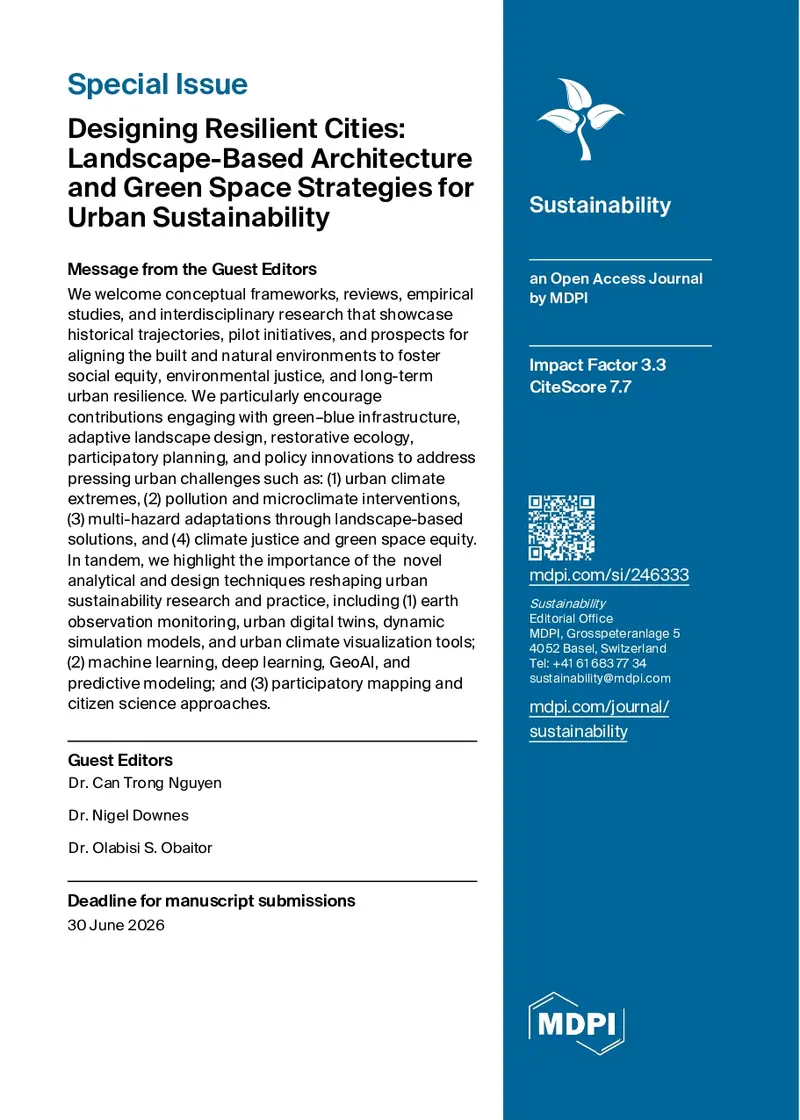 Special Issue
Designing Resilient Cities:
Landscape-Based Architecture
and Green Space Strategies for
Urban Sustainability
Message from the Guest Editors
We welcome conceptual frameworks, reviews, empirical
studies, and interdisciplinary research that showcase
historical trajectories, pilot initiatives, and prospects for
aligning the built and natural environments to foster
social equity, environmental justice, and long-term
urban resilience. We particularly encourage
contributions engaging with green–blue infrastructure,
adaptive landscape design, restorative ecology,
participatory planning, and policy innovations to address
pressing urban challenges such as: (1) urban climate
extremes, (2) pollution and microclimate interventions,
(3) multi-hazard adaptations through landscape-based
solutions, and (4) climate justice and green space equity.
In tandem, we highlight the importance of the novel
analytical and design techniques reshaping urban
sustainability research and practice, including (1) earth
observation monitoring, urban digital twins, dynamic
simulation models, and urban climate visualization tools;
(2) machine learning, deep learning, GeoAI, and
predictive modeling; and (3) participatory mapping and
citizen science approaches.
Guest Editors
Dr. Can Trong Nguyen
Dr. Nigel Downes
Dr. Olabisi S. Obaitor
Deadline for manuscript submissions
30 June 2026
Sustainability
an Open Access Journal
by MDPI
Impact Factor 3.3
CiteScore 7.7
mdpi.com/si/246333
Sustainability
Editorial Office
MDPI, Grosspeteranlage 5
4052 Basel, Switzerland
Tel: +41 61 683 77 34
sustainability@mdpi.com
mdpi.com/journal/
sustainability
MDPI